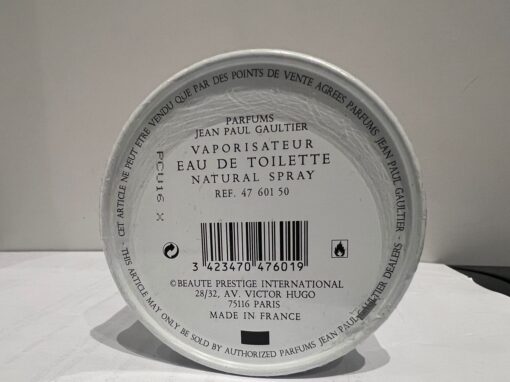 - CET ARTICLE NE PEUT ETRE VENDU QUE PAR DES POINTS DE VENTE AGREES PARFUMS JEAN PAUL GAULTIER -
PARFUMS
JEAN PAUL GAULTIER
VAPORISATEUR
EAU DE TOILETTE
NATURAL SPRAY
REF. 47 601 50
PCU16 X
3 423470 476019
©BEAUTE PRESTIGE INTERNATIONAL
28/32, AV. VICTOR HUGO
75116 PARIS
MADE IN FRANCE
THIS ARTICLE MAY ONLY BE SOLD BY AUTHORIZED PARFUMS JEAN PAUL GAULTIER DEALERS